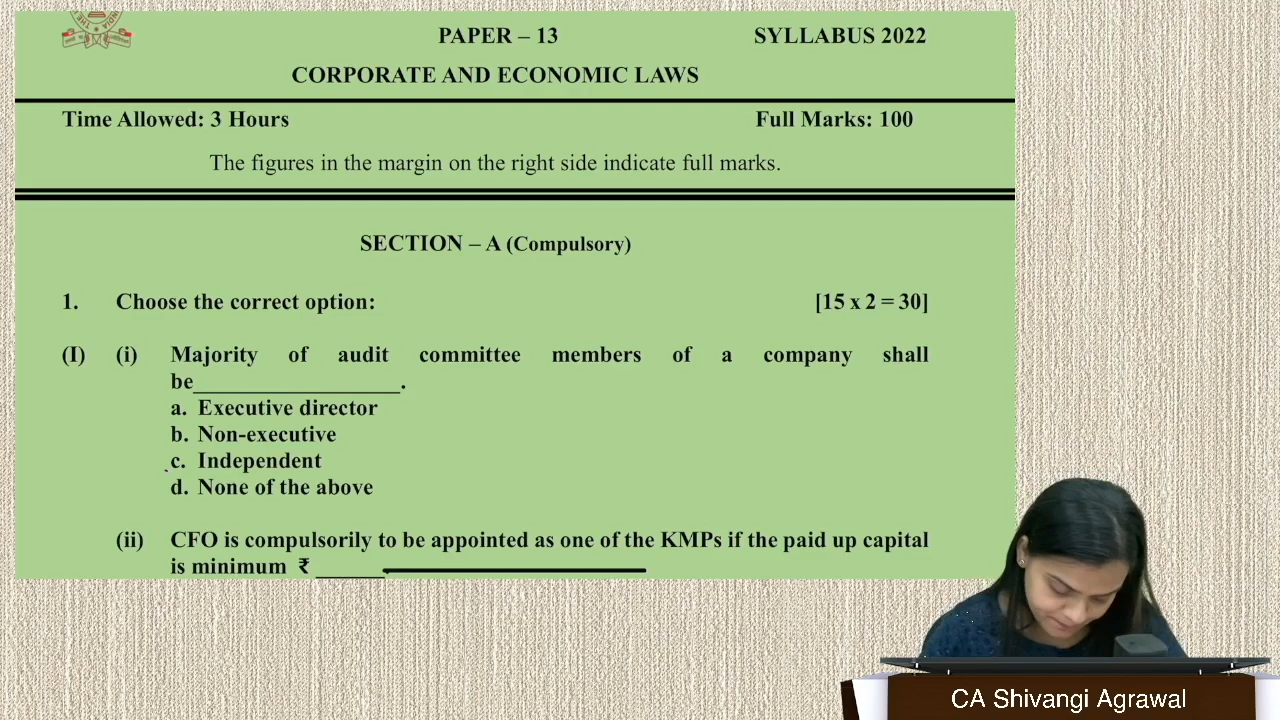 PAPER – 13 SYLLABUS 2022
CORPORATE AND ECONOMIC LAWS
Time Allowed: 3 Hours Full Marks: 100
The figures in the margin on the right side indicate full marks.
SECTION – A (Compulsory)
1. Choose the correct option: [15 x 2 = 30]
(I) (i) Majority of audit committee members of a company shall
be__________________.
a. Executive director
b. Non-executive
c. Independent
d. None of the above
(ii) CFO is compulsorily to be appointed as one of the KMPs if the paid up capital
is minimum ₹ ______
CA Shivangi Agrawal